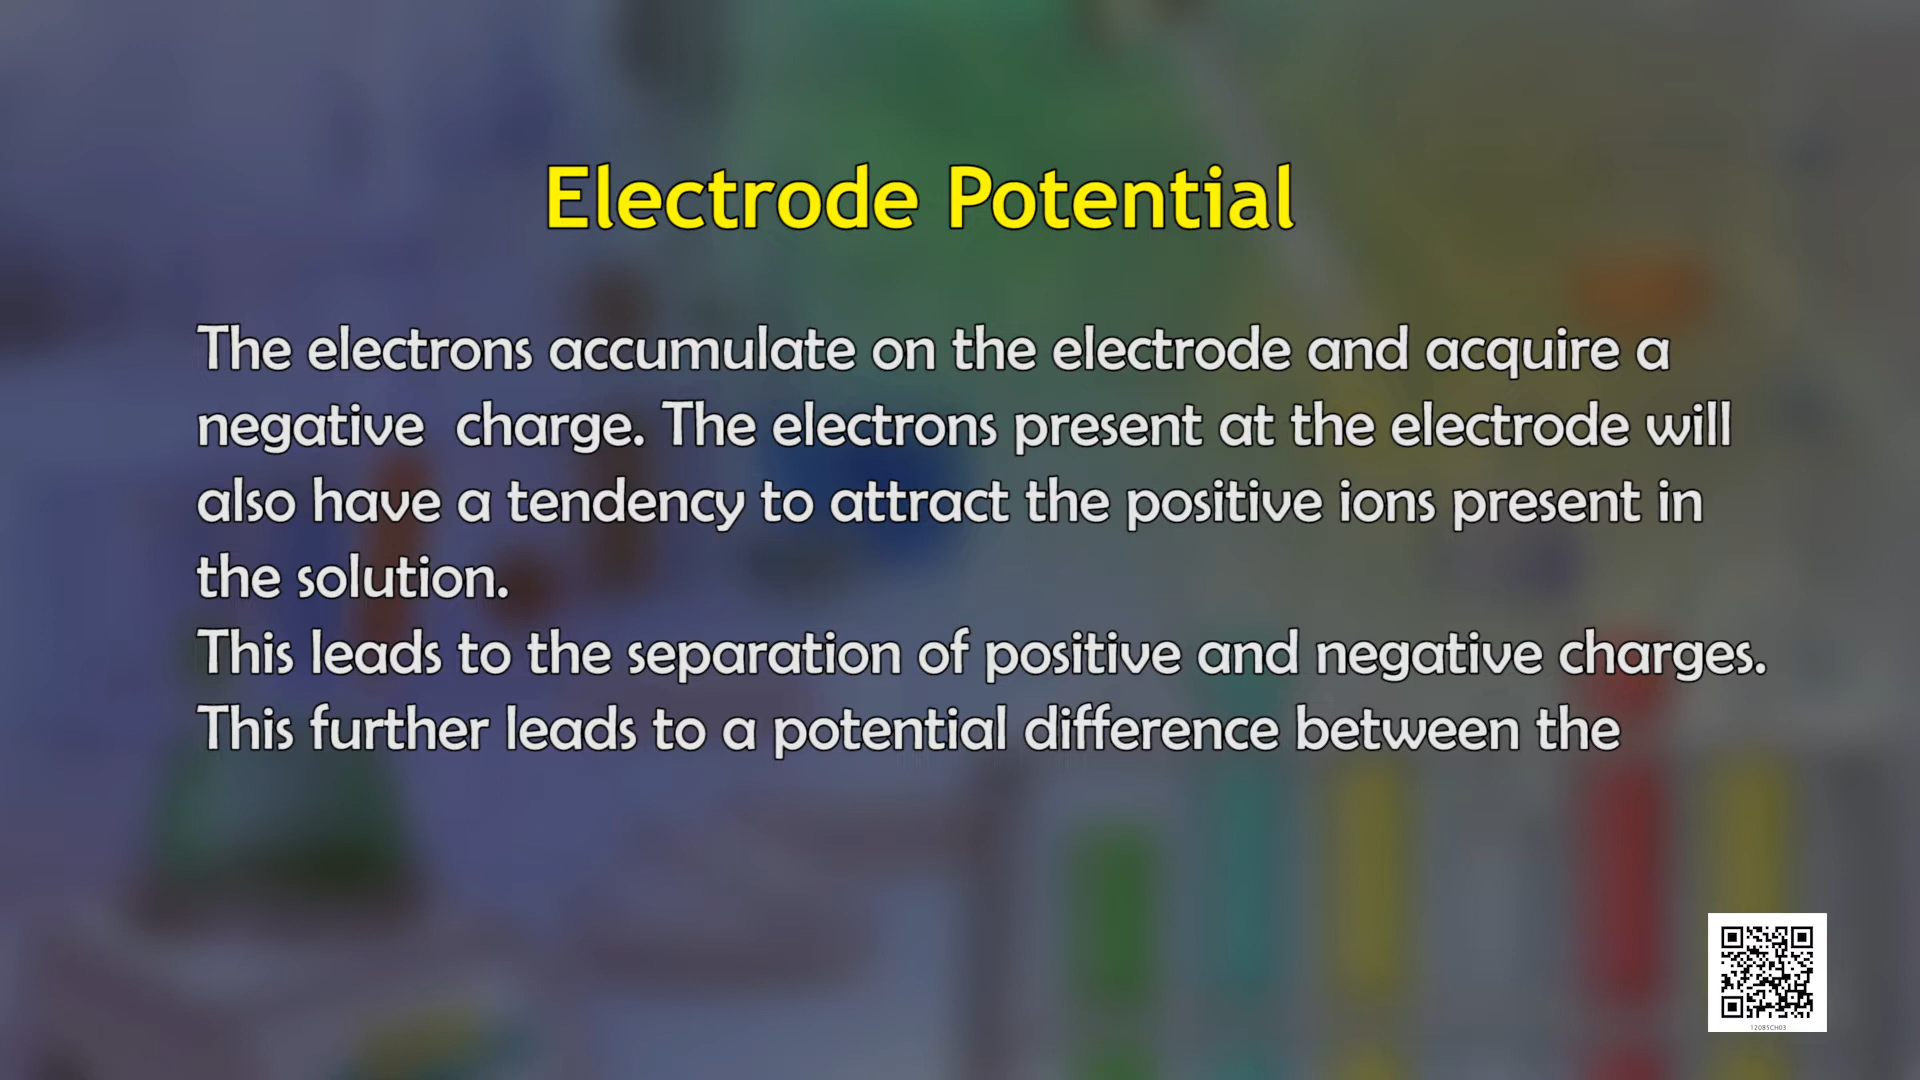 Electrode Potential
The electrons accumulate on the electrode and acquire a
negative charge. The electrons present at the electrode will
also have a tendency to attract the positive ions present in
the solution.
This leads to the separation of positive and negative charges.
This further leads to a potential difference between the
12085CH03